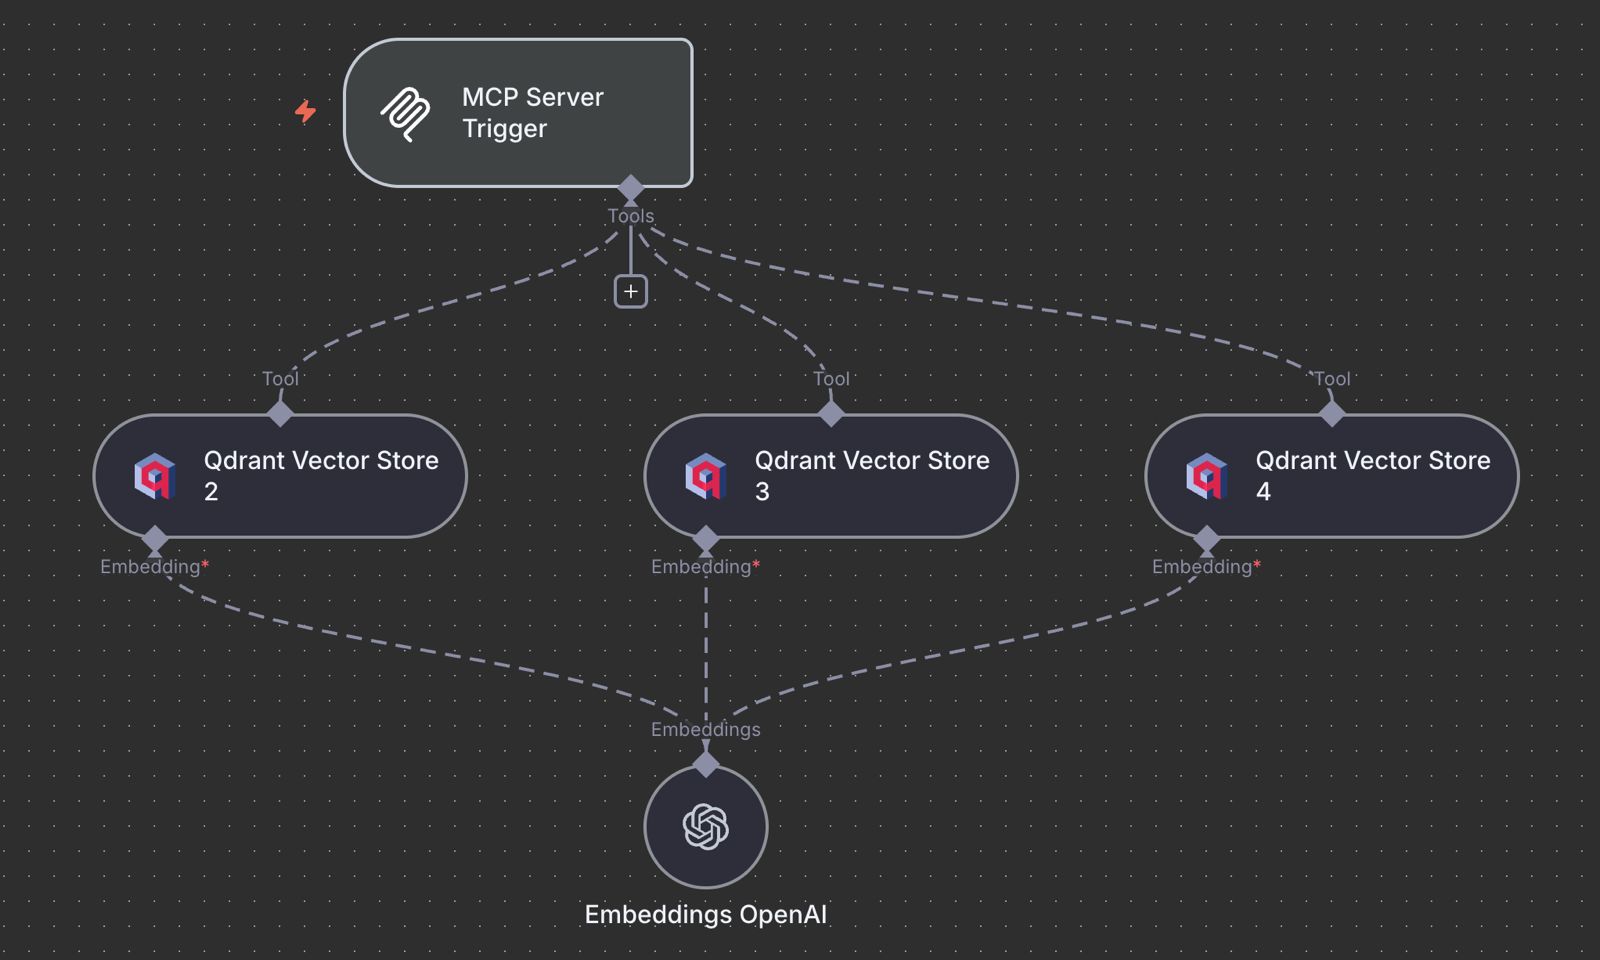 MCP Server
Trigger
Tools
+
Tool
Tool
Tool
Qdrant Vector Store
2
Qdrant Vector Store
3
Qdrant Vector Store
4
Embedding*
Embedding*
Embedding*
Embeddings
Embeddings OpenAI